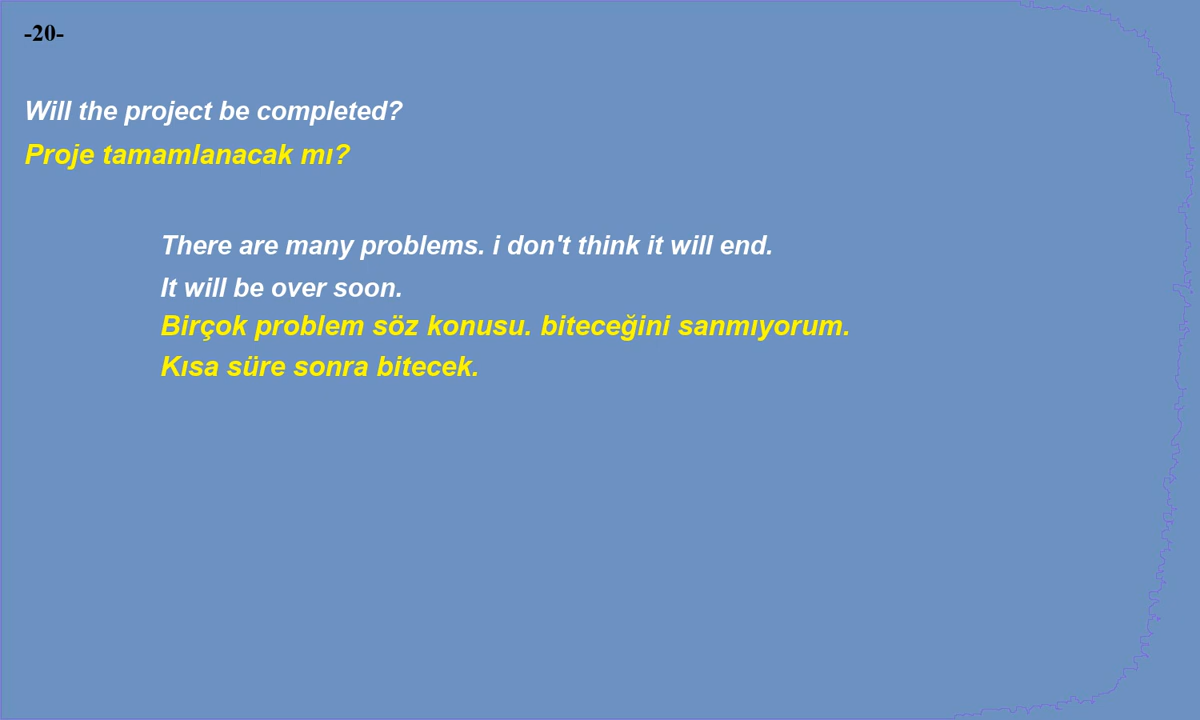 -20-
Will the project be completed?
Proje tamamlanacak mı?
There are many problems. i don't think it will end.
It will be over soon.
Birçok problem söz konusu. biteceğini sanmıyorum.
Kısa süre sonra bitecek.